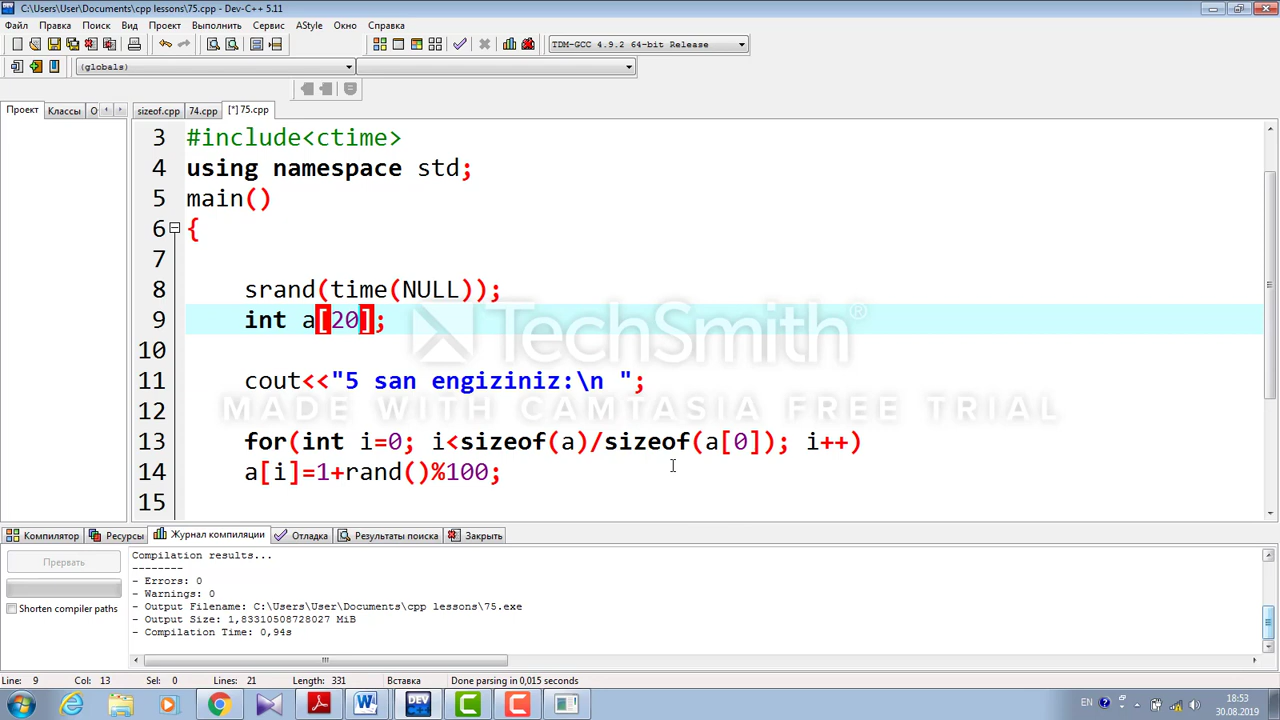 C:\Users\User\Documents\cpp lessons\75.cpp - Dev-C++ 5.11
Файл Правка Поиск Вид Проект Выполнить Сервис AStyle Окно Справка
TDM-GCC 4.9.2 64-bit Release
(globals)
Проект Классы О sizeof.cpp 74.cpp [*] 75.cpp
3 #include<ctime>
4 using namespace std;
5 main()
6 {
7
8 srand(time(NULL));
9 int a[20];
TechSmith®
10
11 cout<<"5 san engiziniz:\n ";
MADE WITH CAMTASIA FREE TRIAL
12
13 for(int i=0; i<sizeof(a)/sizeof(a[0]); i++)
14 a[i]=1+rand()%100;
15
Компилятор Ресурсы Журнал компиляции Отладка Результаты поиска Закрыть
Прервать
Shorten compiler paths
Compilation results...
--------
- Errors: 0
- Warnings: 0
- Output Filename: C:\Users\User\Documents\cpp lessons\75.exe
- Output Size: 1,83310508728027 MiB
- Compilation Time: 0,94s
Line: 9 Col: 13 Sel: 0 Lines: 21 Length: 331 Вставка Done parsing in 0,015 seconds
DEV
EN 18:53
30.08.2019